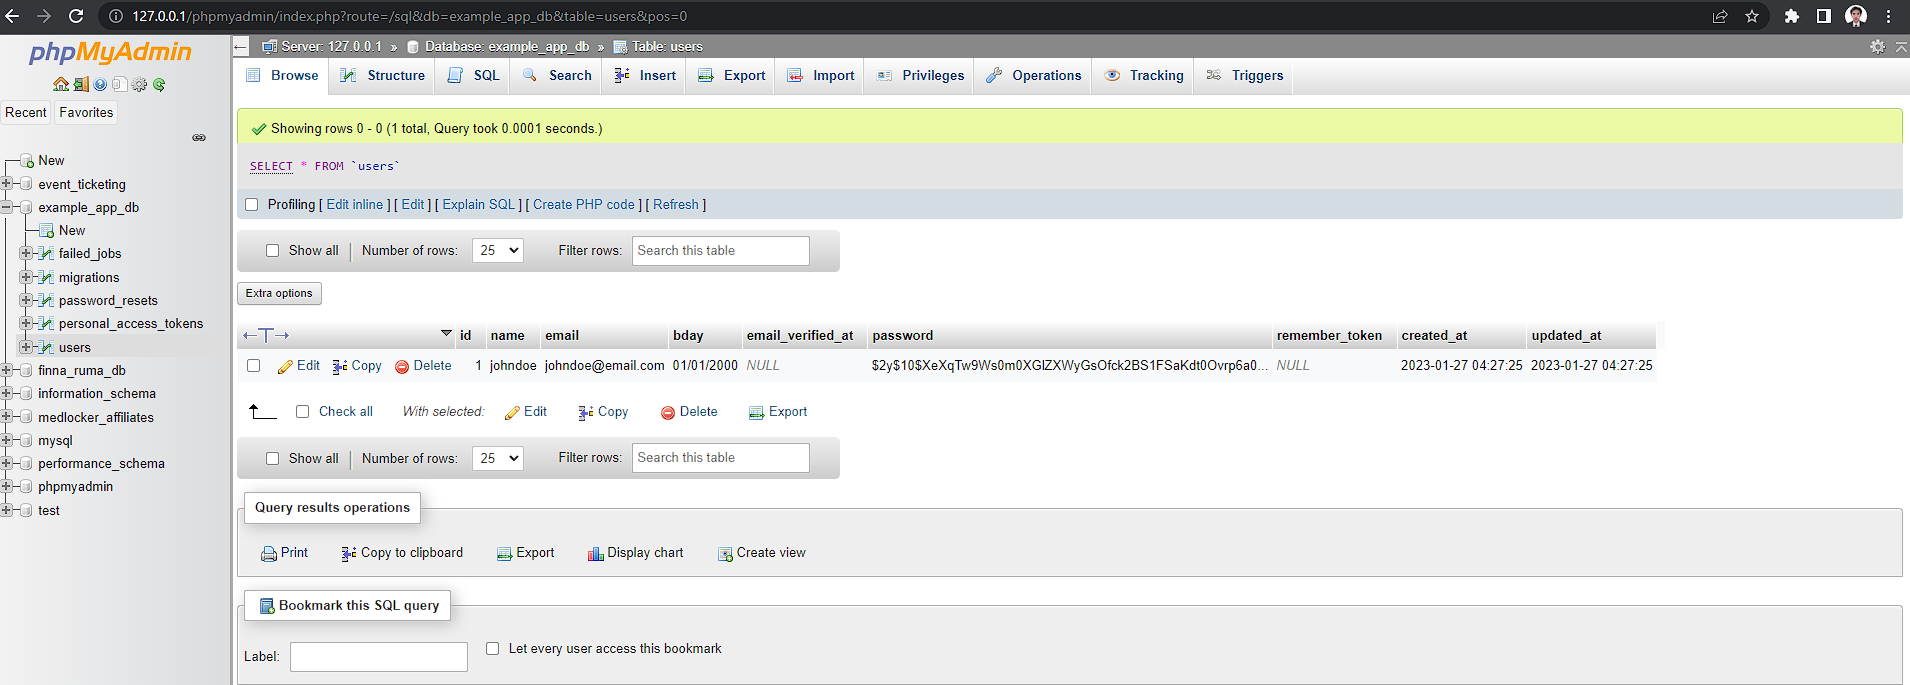 127.0.0.1/phpmyadmin/index.php?route=/sql&db=example_app_db&table=users&pos=0
phpMyAdmin
Recent Favorites
New
event_ticketing
example_app_db
New
failed_jobs
migrations
password_resets
personal_access_tokens
users
finna_ruma_db
information_schema
medlocker_affiliates
mysql
performance_schema
phpmyadmin
test
Server: 127.0.0.1 » Database: example_app_db » Table: users
Browse Structure SQL Search Insert Export Import Privileges Operations Tracking Triggers
Showing rows 0 - 0 (1 total, Query took 0.0001 seconds.)
SELECT * FROM `users`
Profiling [ Edit inline ] [ Edit ] [ Explain SQL ] [ Create PHP code ] [ Refresh ]
Show all Number of rows: 25 Filter rows: Search this table
Extra options
id name email bday email_verified_at password remember_token created_at updated_at
Edit Copy Delete 1 johndoe johndoe@email.com 01/01/2000 NULL $2y$10$XeXqTw9Ws0m0XGlZXWyGsOfck2BS1FSaKdt0Ovrp6a0... NULL 2023-01-27 04:27:25 2023-01-27 04:27:25
Check all With selected: Edit Copy Delete Export
Show all Number of rows: 25 Filter rows: Search this table
Query results operations
Print Copy to clipboard Export Display chart Create view
Bookmark this SQL query
Label: Let every user access this bookmark